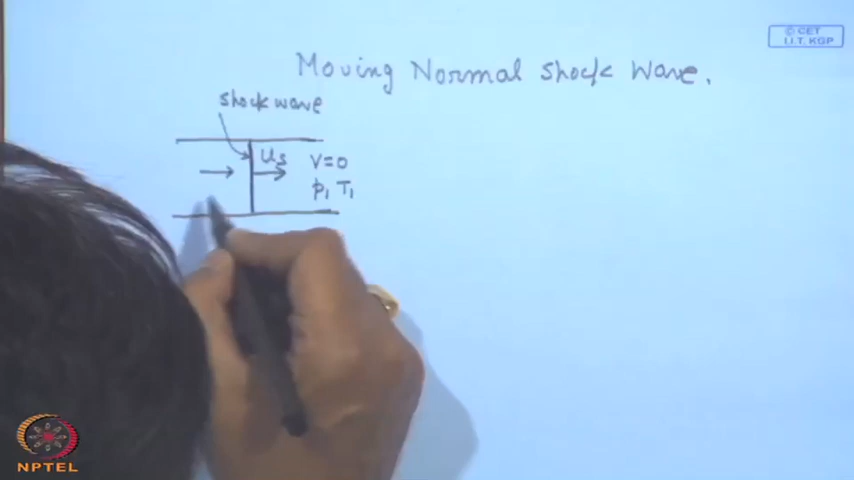 © CET
I.I.T. KGP
Moving Normal Shock Wave.
shock wave
Us V=0
p1 T1
NPTEL